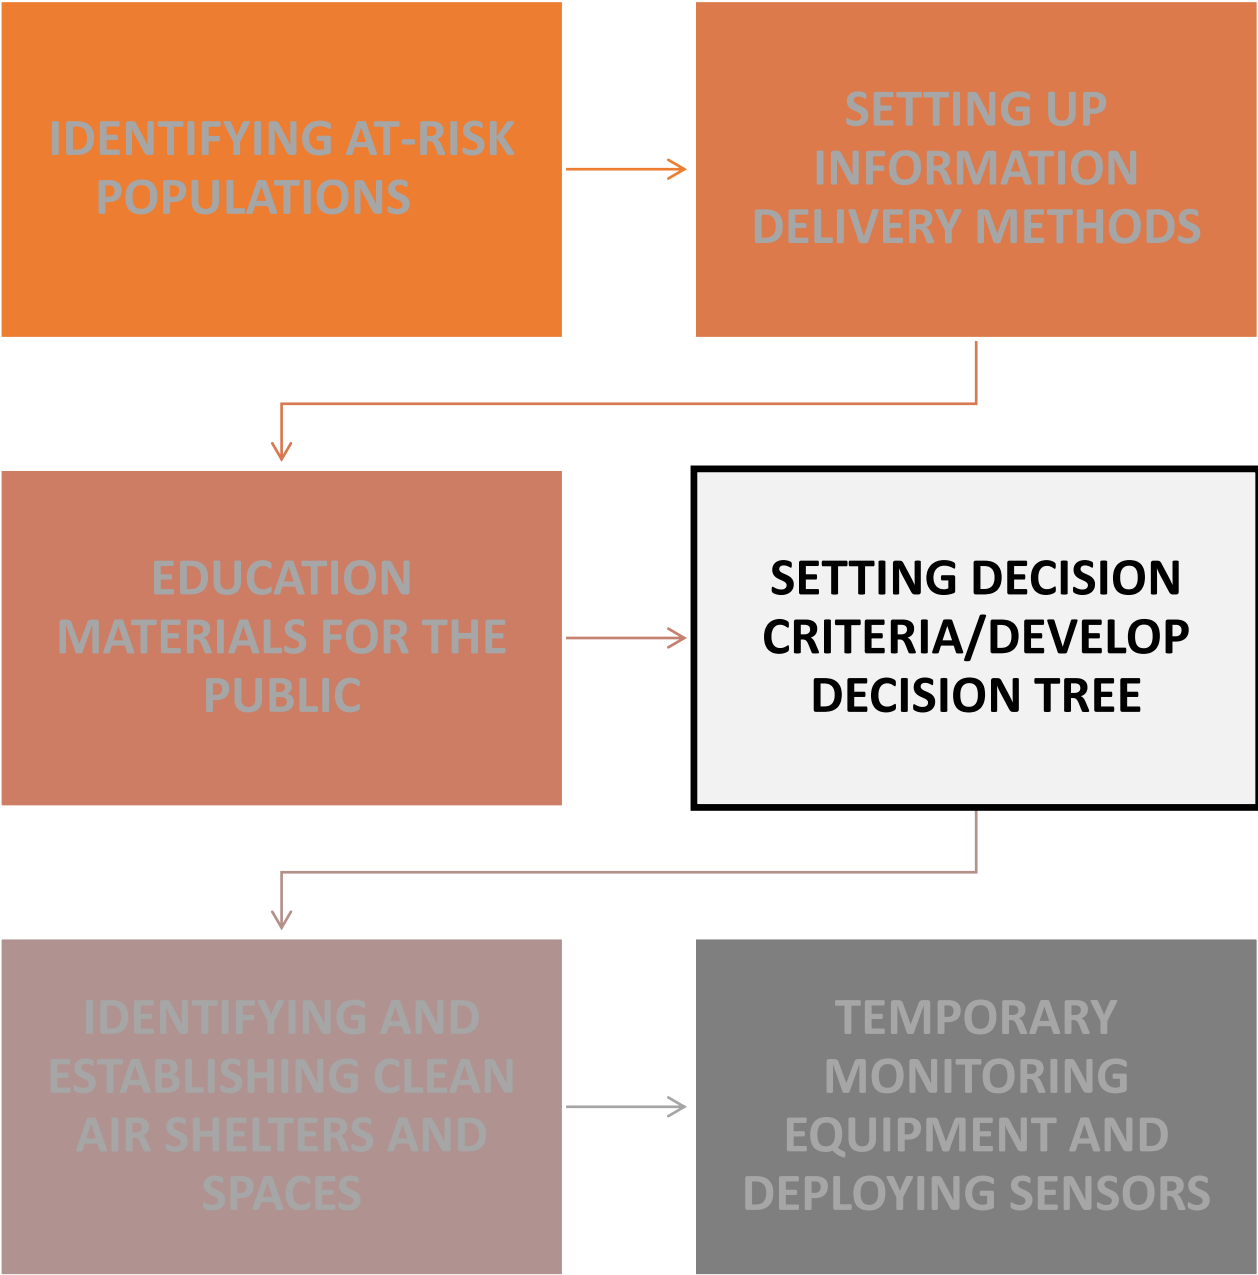 IDENTIFYING AT-RISK
POPULATIONS
SETTING UP
INFORMATION
DELIVERY METHODS
EDUCATION
MATERIALS FOR THE
PUBLIC
SETTING DECISION
CRITERIA/DEVELOP
DECISION TREE
IDENTIFYING AND
ESTABLISHING CLEAN
AIR SHELTERS AND
SPACES
TEMPORARY
MONITORING
EQUIPMENT AND
DEPLOYING SENSORS